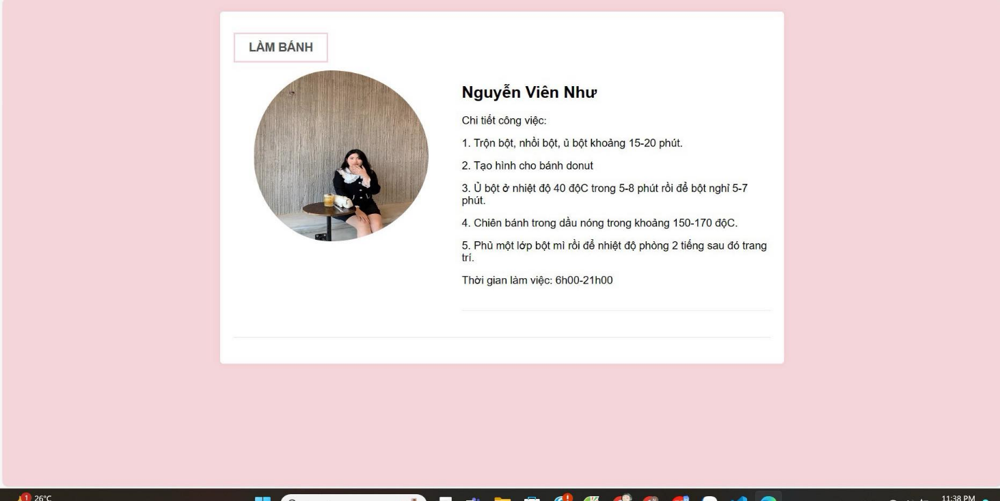 LÀM BÁNH
Nguyễn Viên Như
Chi tiết công việc:
1. Trộn bột, nhồi bột, ủ bột khoảng 15-20 phút.
2. Tạo hình cho bánh donut
3. Ủ bột ở nhiệt độ 40 độC trong 5-8 phút rồi để bột nghỉ 5-7
phút.
4. Chiên bánh trong dầu nóng trong khoảng 150-170 độC.
5. Phủ một lớp bột mì rồi để nhiệt độ phòng 2 tiếng sau đó trang
trí.
Thời gian làm việc: 6h00-21h00
1
26°C
11:38 PM